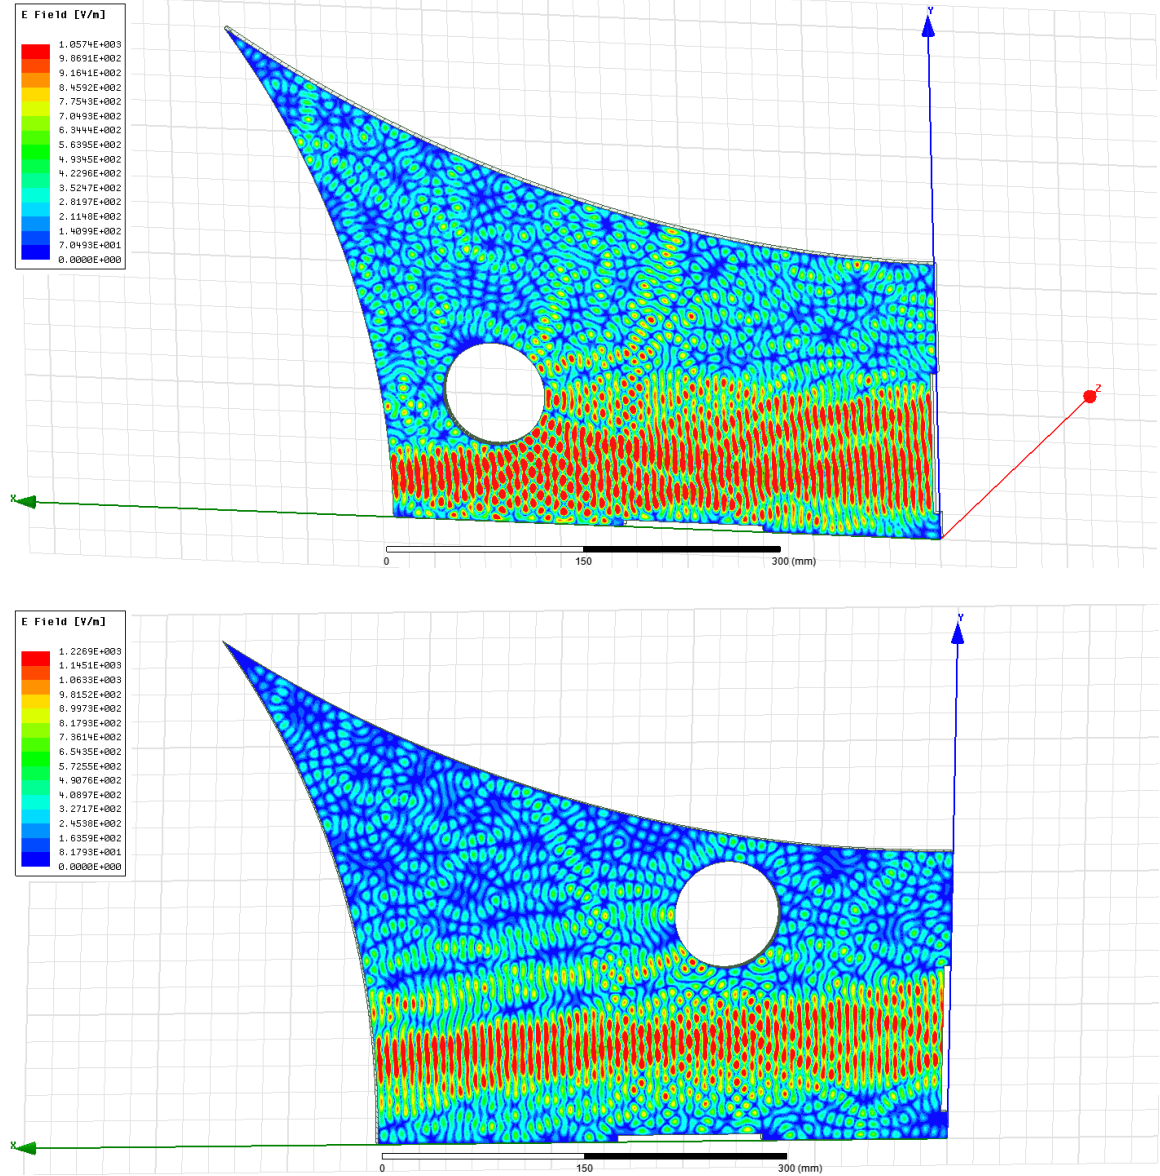 E Field [V/m]
1.0574E+003
9.8691E+002
9.1641E+002
8.4592E+002
7.7543E+002
7.0493E+002
6.3444E+002
5.6395E+002
4.9345E+002
4.2296E+002
3.5247E+002
2.8197E+002
2.1148E+002
1.4099E+002
7.0493E+001
0.0000E+000
Y
Z
X
0 150 300 (mm)
E Field [V/m]
1.2269E+003
1.1451E+003
1.0633E+003
9.8152E+002
8.9973E+002
8.1793E+002
7.3614E+002
6.5435E+002
5.7255E+002
4.9076E+002
4.0897E+002
3.2717E+002
2.4538E+002
1.6359E+002
8.1793E+001
0.0000E+000
Y
X
0 150 300 (mm)